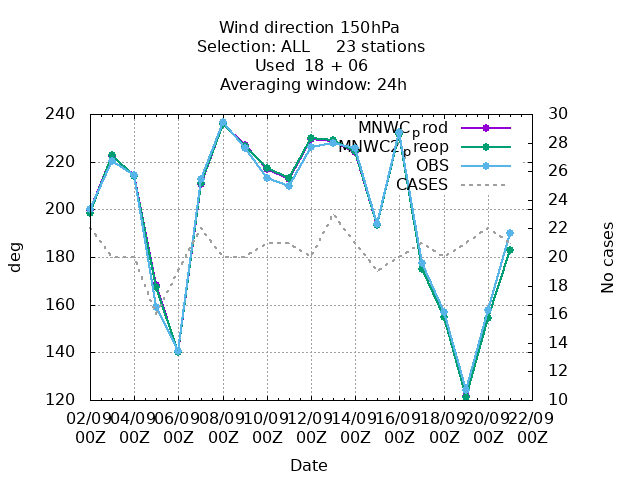 Wind direction 150hPa
Selection: ALL 23 stations
Used 18 + 06
Averaging window: 24h
240
220
200
180
160
140
120
30
28
26
24
22
20
18
16
14
12
10
MNWCprod
MNWC2preop
OBS
CASES
deg
No cases
02/09 04/09 06/09 08/09 10/09 12/09 14/09 16/09 18/09 20/09 22/09
00Z 00Z 00Z 00Z 00Z 00Z 00Z 00Z 00Z 00Z 00Z
Date